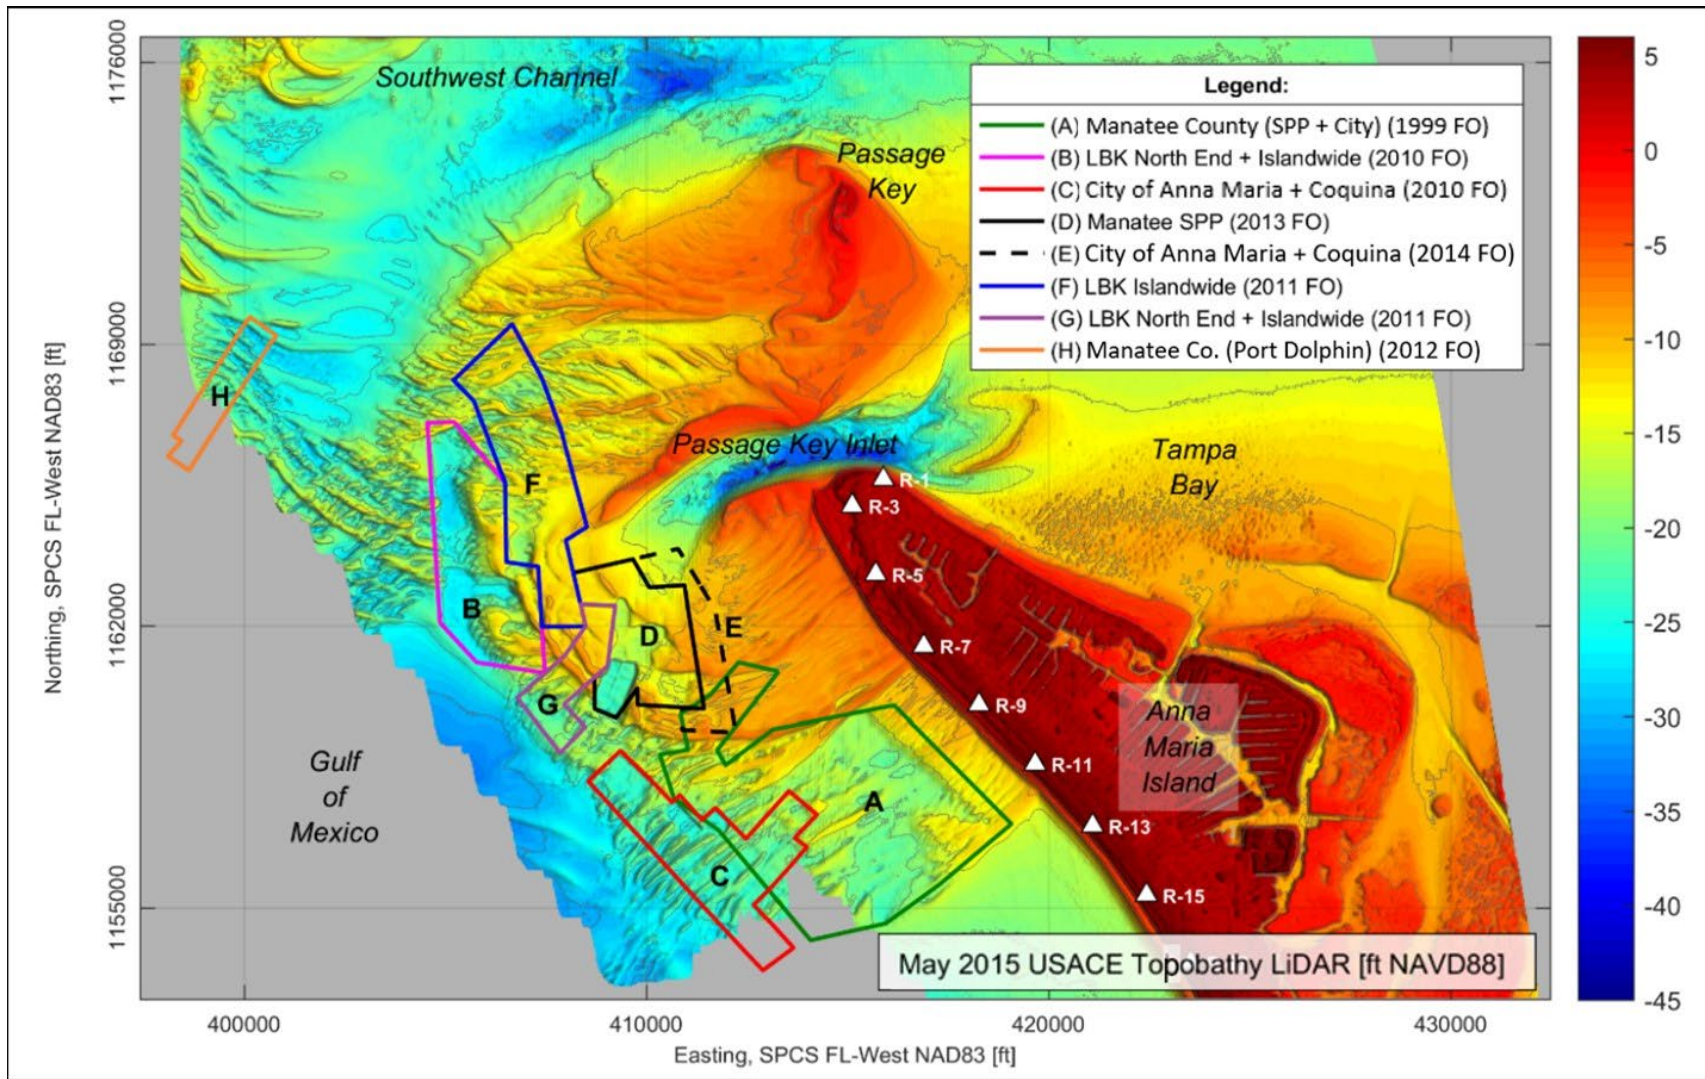 Southwest Channel
Passage
Key
Legend:
(A) Manatee County (SPP + City) (1999 FO)
(B) LBK North End + Islandwide (2010 FO)
(C) City of Anna Maria + Coquina (2010 FO)
(D) Manatee SPP (2013 FO)
(E) City of Anna Maria + Coquina (2014 FO)
(F) LBK Islandwide (2011 FO)
(G) LBK North End + Islandwide (2011 FO)
(H) Manatee Co. (Port Dolphin) (2012 FO)
H
Passage Key Inlet
Tampa
Bay
F
R-1
R-3
R-5
B
D
E
R-7
G
R-9
Anna
Maria
Island
Gulf
of
Mexico
R-11
A
R-13
C
R-15
May 2015 USACE Topobathy LiDAR [ft NAVD88]
1176000
1169000
1162000
1155000
Northing, SPCS FL-West NAD83 [ft]
400000
410000
420000
430000
Easting, SPCS FL-West NAD83 [ft]
5
0
-5
-10
-15
-20
-25
-30
-35
-40
-45